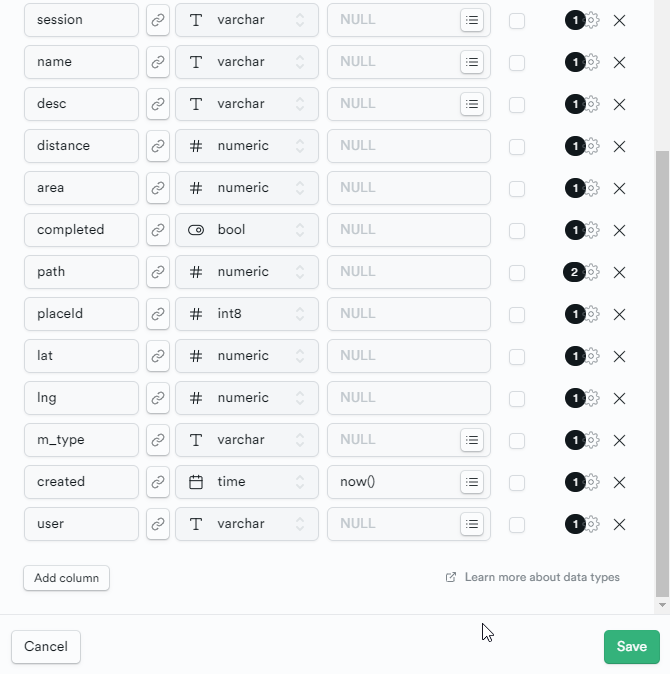 session varchar NULL 1
name varchar NULL 1
desc varchar NULL 1
distance numeric NULL 1
area numeric NULL 1
completed bool NULL 1
path numeric NULL 2
placeId int8 NULL 1
lat numeric NULL 1
lng numeric NULL 1
m_type varchar NULL 1
created time now() 1
user varchar NULL 1
Add column Learn more about data types
Cancel Save